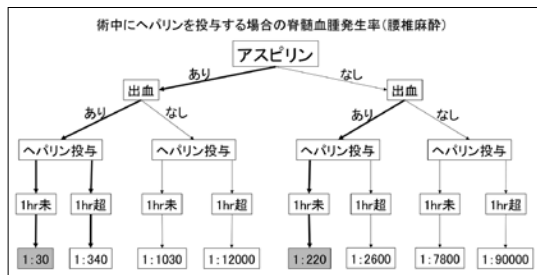 術中にヘパリンを投与する場合の脊髄血腫発生率(腰椎麻酔)
アスピリン
あり なし
出血 出血
あり なし あり なし
ヘパリン投与 ヘパリン投与 ヘパリン投与 ヘパリン投与
1hr未 1hr超 1hr未 1hr超 1hr未 1hr超 1hr未 1hr超
1:30 1:340 1:1030 1:12000 1:220 1:2600 1:7800 1:90000